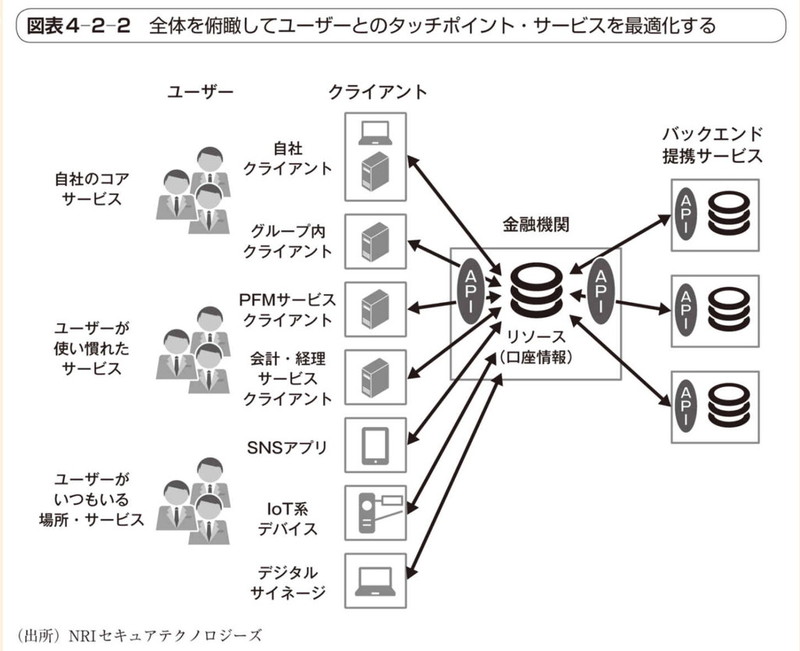 図表4-2-2 全体を俯瞰してユーザーとのタッチポイント・サービスを最適化する
ユーザー
クライアント
自社のコア
サービス
ユーザーが
使い慣れた
サービス
ユーザーが
いつもいる
場所・サービス
自社
クライアント
グループ内
クライアント
PFMサービス
クライアント
会計・経理
サービス
クライアント
SNSアプリ
IoT系
デバイス
デジタル
サイネージ
金融機関
API
リソース
（口座情報）
API
バックエンド
提携サービス
API
API
API
（出所）NRIセキュアテクノロジーズ